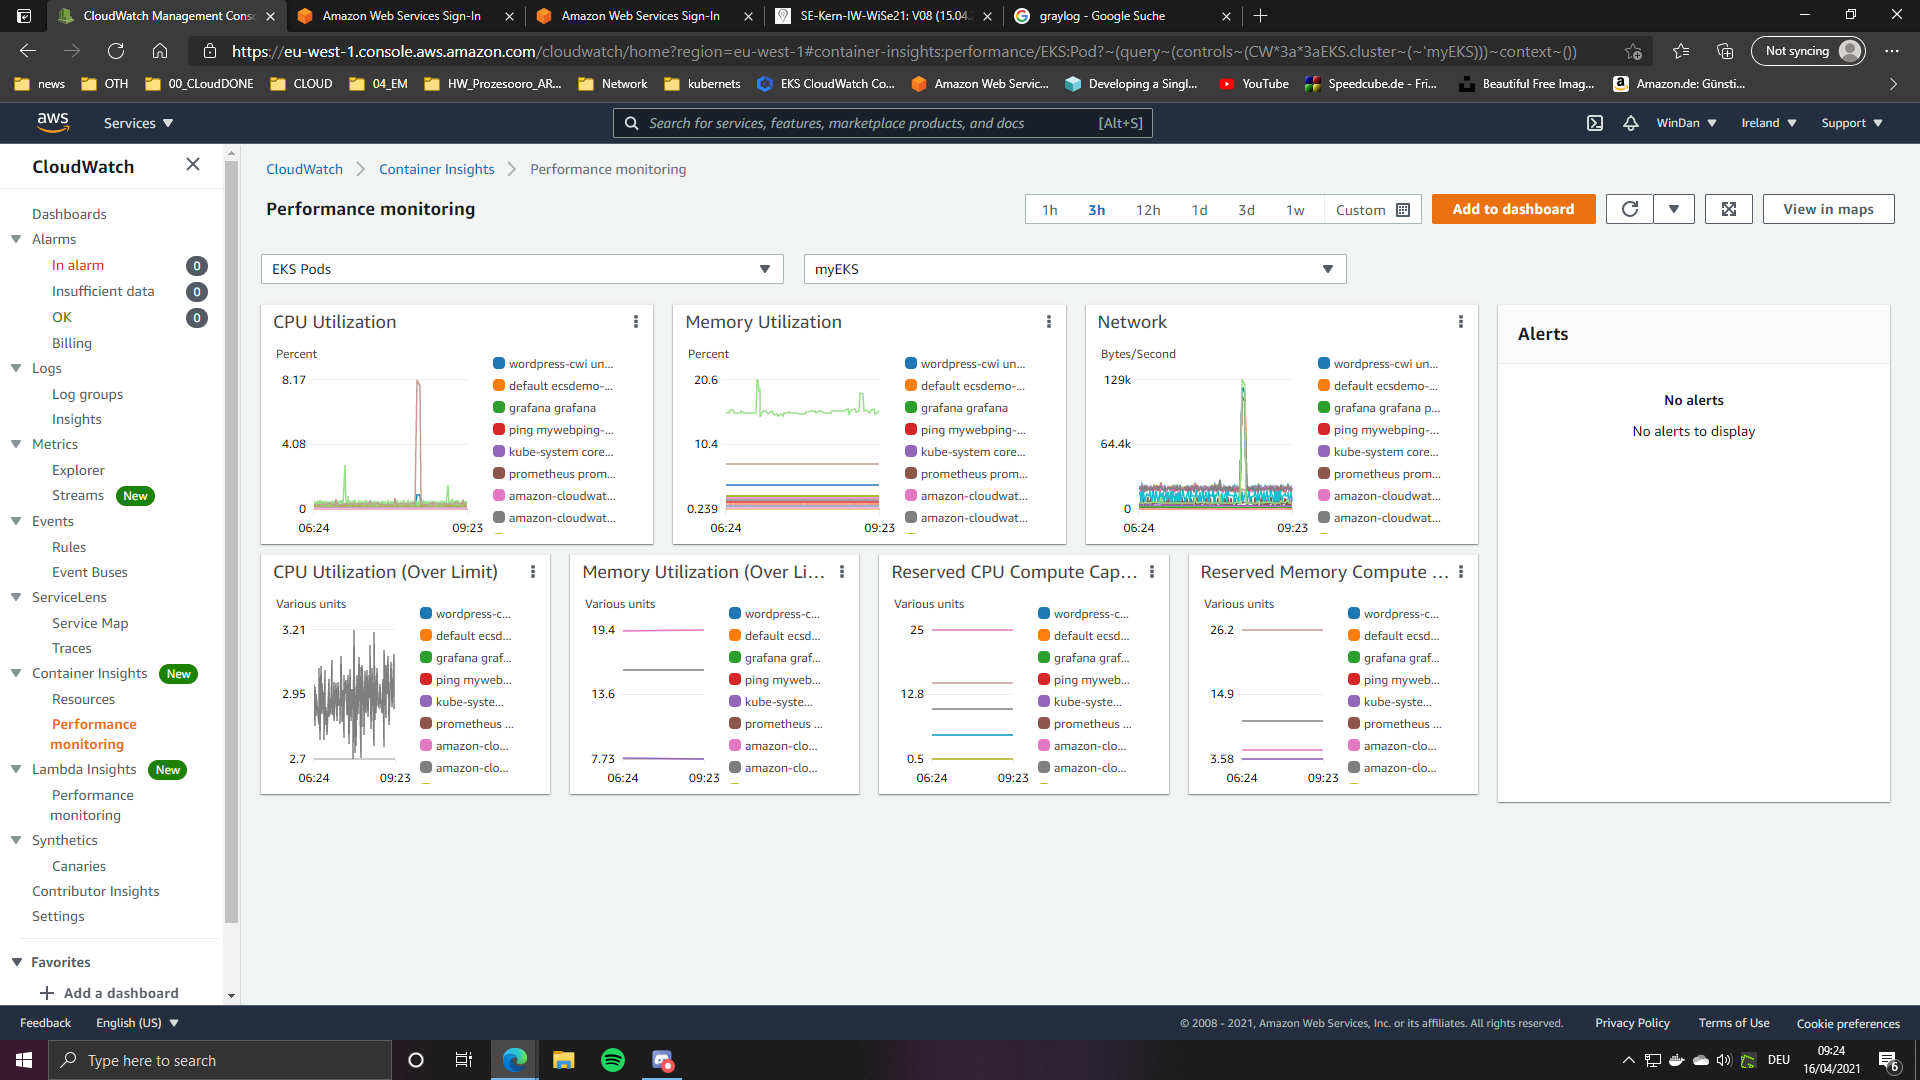 CloudWatch Management Consc
Amazon Web Services Sign-In
Amazon Web Services Sign-In
SE-Kern-IW-WiSe21: V08 (15.04.
graylog - Google Suche
https://eu-west-1.console.aws.amazon.com/cloudwatch/home?region=eu-west-1#container-insights:performance/EKS:Pod?~(query~(controls~(CW*3a*3aEKS.cluster~(~'myEKS)))~context~())
Not syncing
news
OTH
00_CLoudDONE
CLOUD
04_EM
HW_Prozesooro_AR...
Network
kubernets
EKS CloudWatch Co...
Amazon Web Servic...
Developing a Singl...
YouTube
Speedcube.de - Fri...
Beautiful Free Imag...
Amazon.de: Günsti...
aws
Services
Search for services, features, marketplace products, and docs
[Alt+S]
WinDan
Ireland
Support
CloudWatch
Dashboards
Alarms
In alarm 0
Insufficient data 0
OK 0
Billing
Logs
Log groups
Insights
Metrics
Explorer
Streams New
Events
Rules
Event Buses
ServiceLens
Service Map
Traces
Container Insights New
Resources
Performance
monitoring
Lambda Insights New
Performance
monitoring
Synthetics
Canaries
Contributor Insights
Settings
Favorites
Add a dashboard
CloudWatch
Container Insights
Performance monitoring
Performance monitoring
1h 3h 12h 1d 3d 1w Custom
Add to dashboard
View in maps
EKS Pods
myEKS
CPU Utilization
Percent
8.17
4.08
0
06:24 09:23
wordpress-cwi un...
default ecsdemo-...
grafana grafana
ping mywebping-...
kube-system core...
prometheus prom...
amazon-cloudwat...
amazon-cloudwat...
Memory Utilization
Percent
20.6
10.4
0.239
06:24 09:23
wordpress-cwi un...
default ecsdemo-...
grafana grafana
ping mywebping-...
kube-system core...
prometheus prom...
amazon-cloudwat...
amazon-cloudwat...
Network
Bytes/Second
129k
64.4k
0
06:24 09:23
wordpress-cwi un...
default ecsdemo-...
grafana grafana p...
ping mywebping-...
kube-system core...
prometheus prom...
amazon-cloudwat...
amazon-cloudwat...
Alerts
No alerts
No alerts to display
CPU Utilization (Over Limit)
Various units
3.21
2.95
2.7
06:24 09:23
wordpress-c...
default ecsd...
grafana graf...
ping myweb...
kube-syste...
prometheus ...
amazon-clo...
amazon-clo...
Memory Utilization (Over Li...
Various units
19.4
13.6
7.73
06:24 09:23
wordpress-c...
default ecsd...
grafana graf...
ping myweb...
kube-syste...
prometheus ...
amazon-clo...
amazon-clo...
Reserved CPU Compute Cap...
Various units
25
12.8
0.5
06:24 09:23
wordpress-c...
default ecsd...
grafana graf...
ping myweb...
kube-syste...
prometheus ...
amazon-clo...
amazon-clo...
Reserved Memory Compute ...
Various units
26.2
14.9
3.58
06:24 09:23
wordpress-c...
default ecsd...
grafana graf...
ping myweb...
kube-syste...
prometheus ...
amazon-clo...
amazon-clo...
Feedback
English (US)
© 2008 - 2021, Amazon Web Services, Inc. or its affiliates. All rights reserved.
Privacy Policy
Terms of Use
Cookie preferences
Type here to search
DEU
09:24
16/04/2021
6